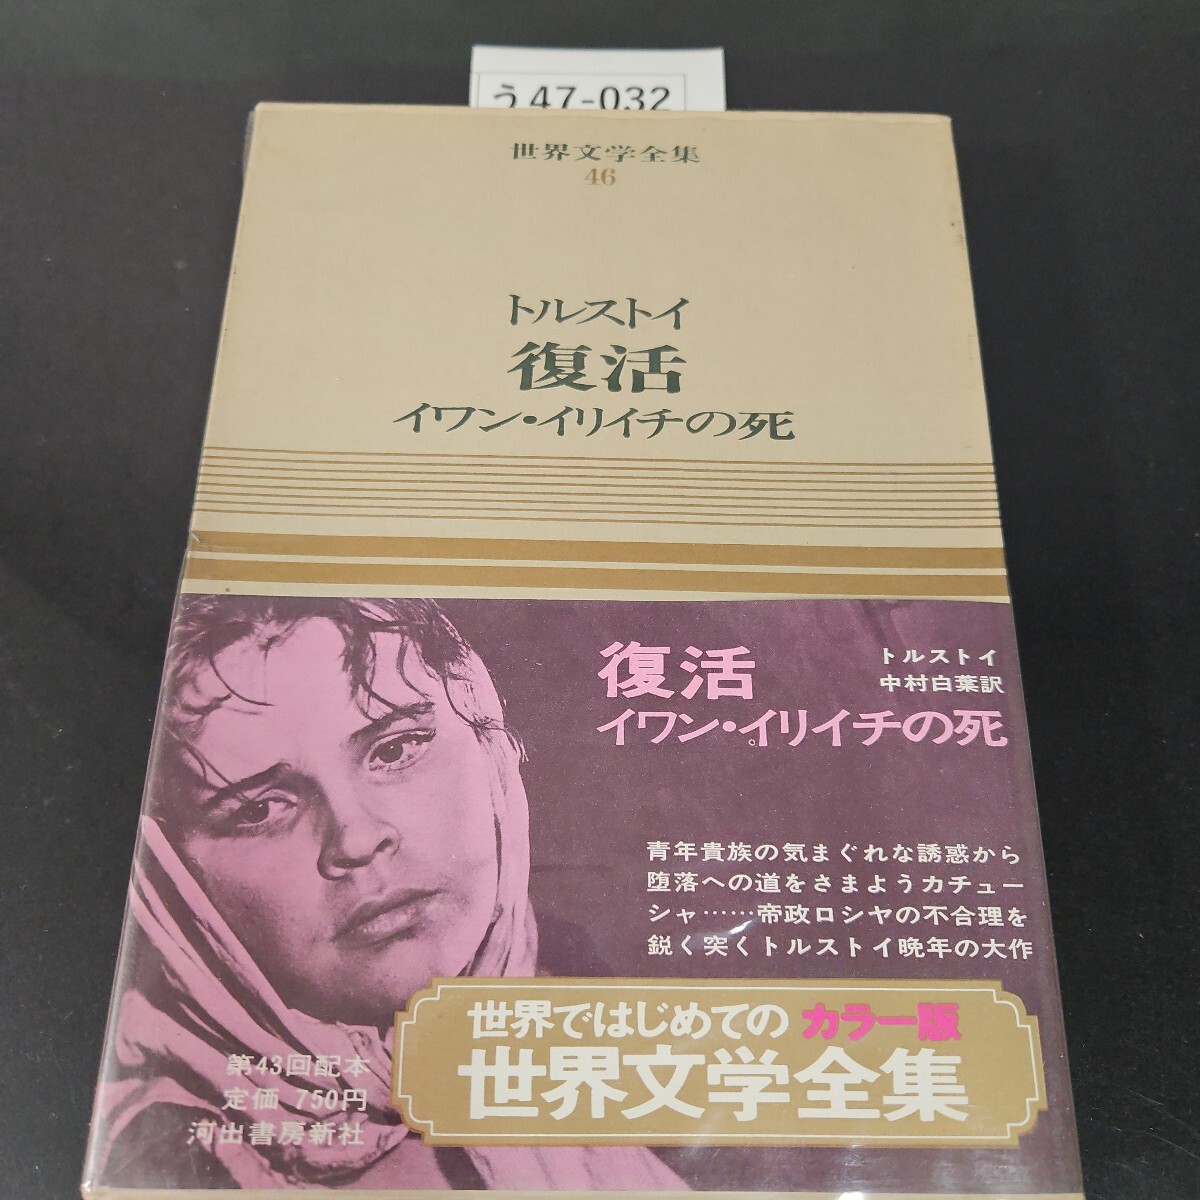 う47-032
世界文学全集
46
トルストイ
復活
イワン・イリイチの死
復活
トルストイ
中村白葉訳
イワン・イリイチの死
青年貴族の気まぐれな誘惑から
堕落への道をさまようカチュー
シャ……帝政ロシヤの不合理を
鋭く突くトルストイ晩年の大作
世界ではじめての カラー版
世界文学全集
第43回配本
定価 750円
河出書房新社